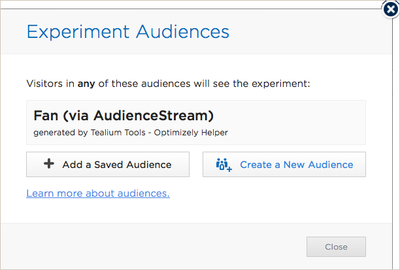 Experiment Audiences
Visitors in any of these audiences will see the experiment:
Fan (via AudienceStream)
generated by Tealium Tools - Optimizely Helper
Add a Saved Audience
Create a New Audience
Learn more about audiences.
Close